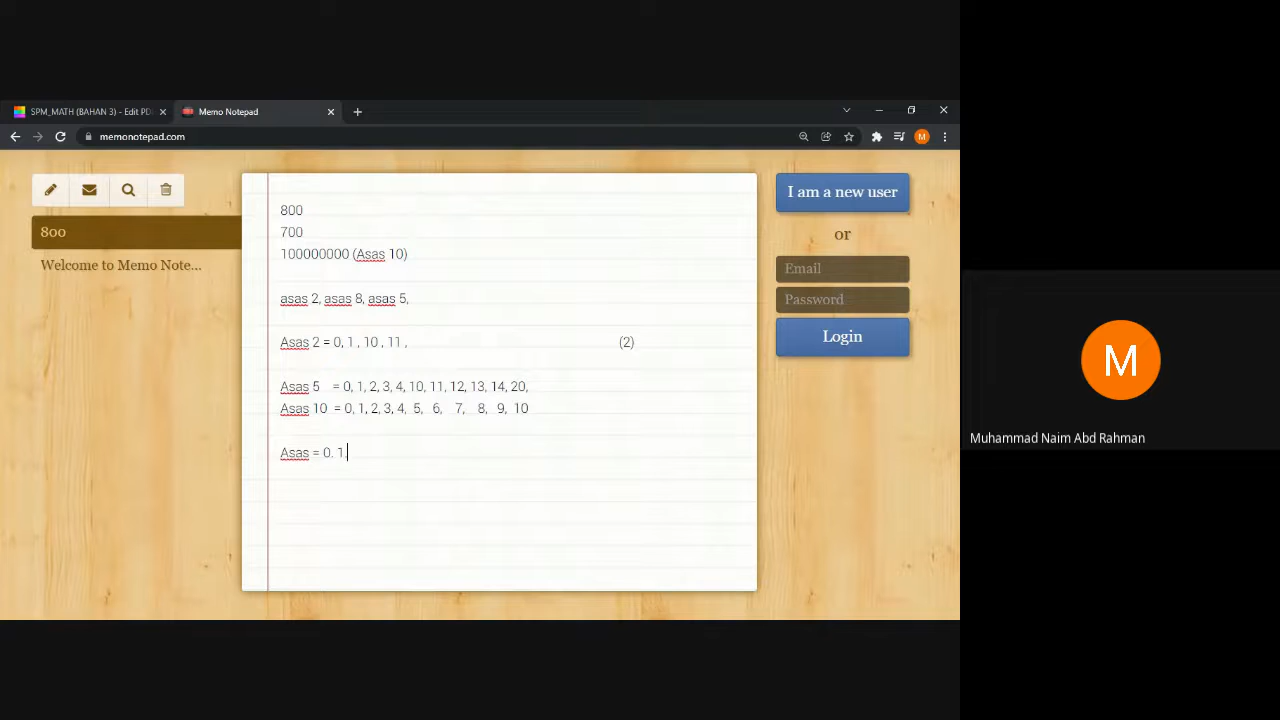 SPM_MATH (BAHAN 3) - Edit PD
Memo Notepad
memonotepad.com
M
800
Welcome to Memo Note...
800
700
100000000 (Asas 10)
asas 2, asas 8, asas 5,
Asas 2 = 0, 1 , 10 , 11 , (2)
Asas 5 = 0, 1, 2, 3, 4, 10, 11, 12, 13, 14, 20,
Asas 10 = 0, 1, 2, 3, 4, 5, 6, 7, 8, 9, 10
Asas = 0. 1.
I am a new user
or
Email
Password
Login
M
Muhammad Naim Abd Rahman